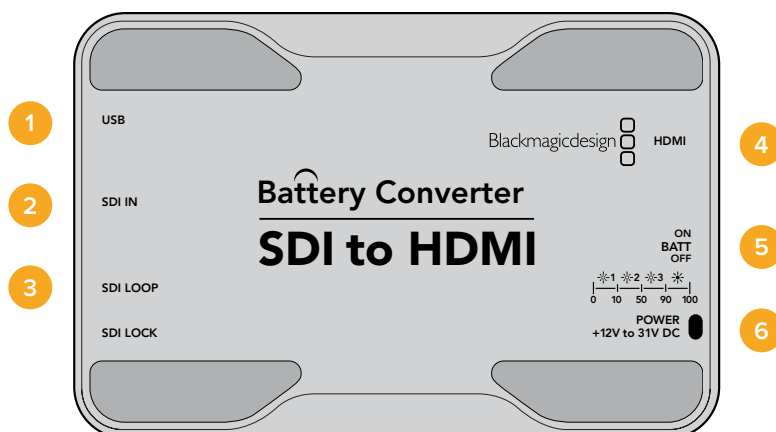 1
USB
2
SDI IN
3
SDI LOOP
SDI LOCK
Battery Converter
SDI to HDMI
Blackmagicdesign
HDMI
4
ON
BATT
OFF
5
1 2 3
0 10 50 90 100
POWER
+12V to 31V DC
6